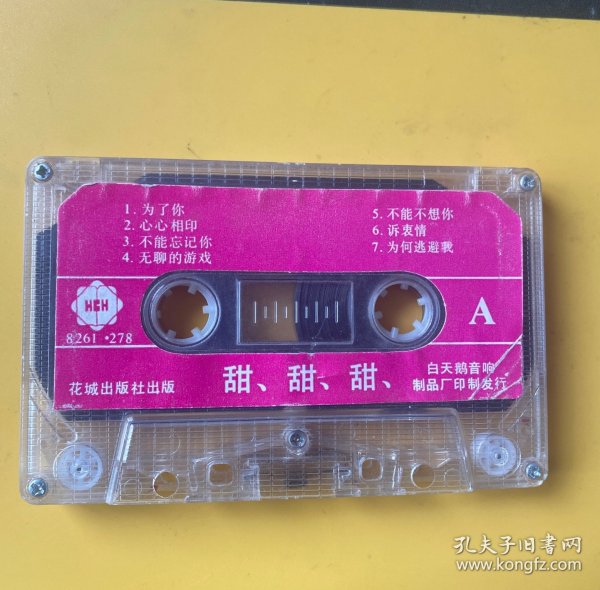 1. 为了你
2. 心心相印
3. 不能忘记你
4. 无聊的游戏
5. 不能不想你
6. 诉衷情
7. 为何逃避戬
HCH
8261·278
A
花城出版社出版
甜、甜、甜、
白天鹅音响
制品厂印制发行
孔夫子旧书网
www.kongfz.com